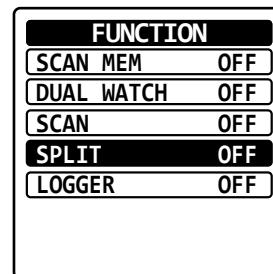 FUNCTION
SCAN MEM OFF
DUAL WATCH OFF
SCAN OFF
SPLIT OFF
LOGGER OFF